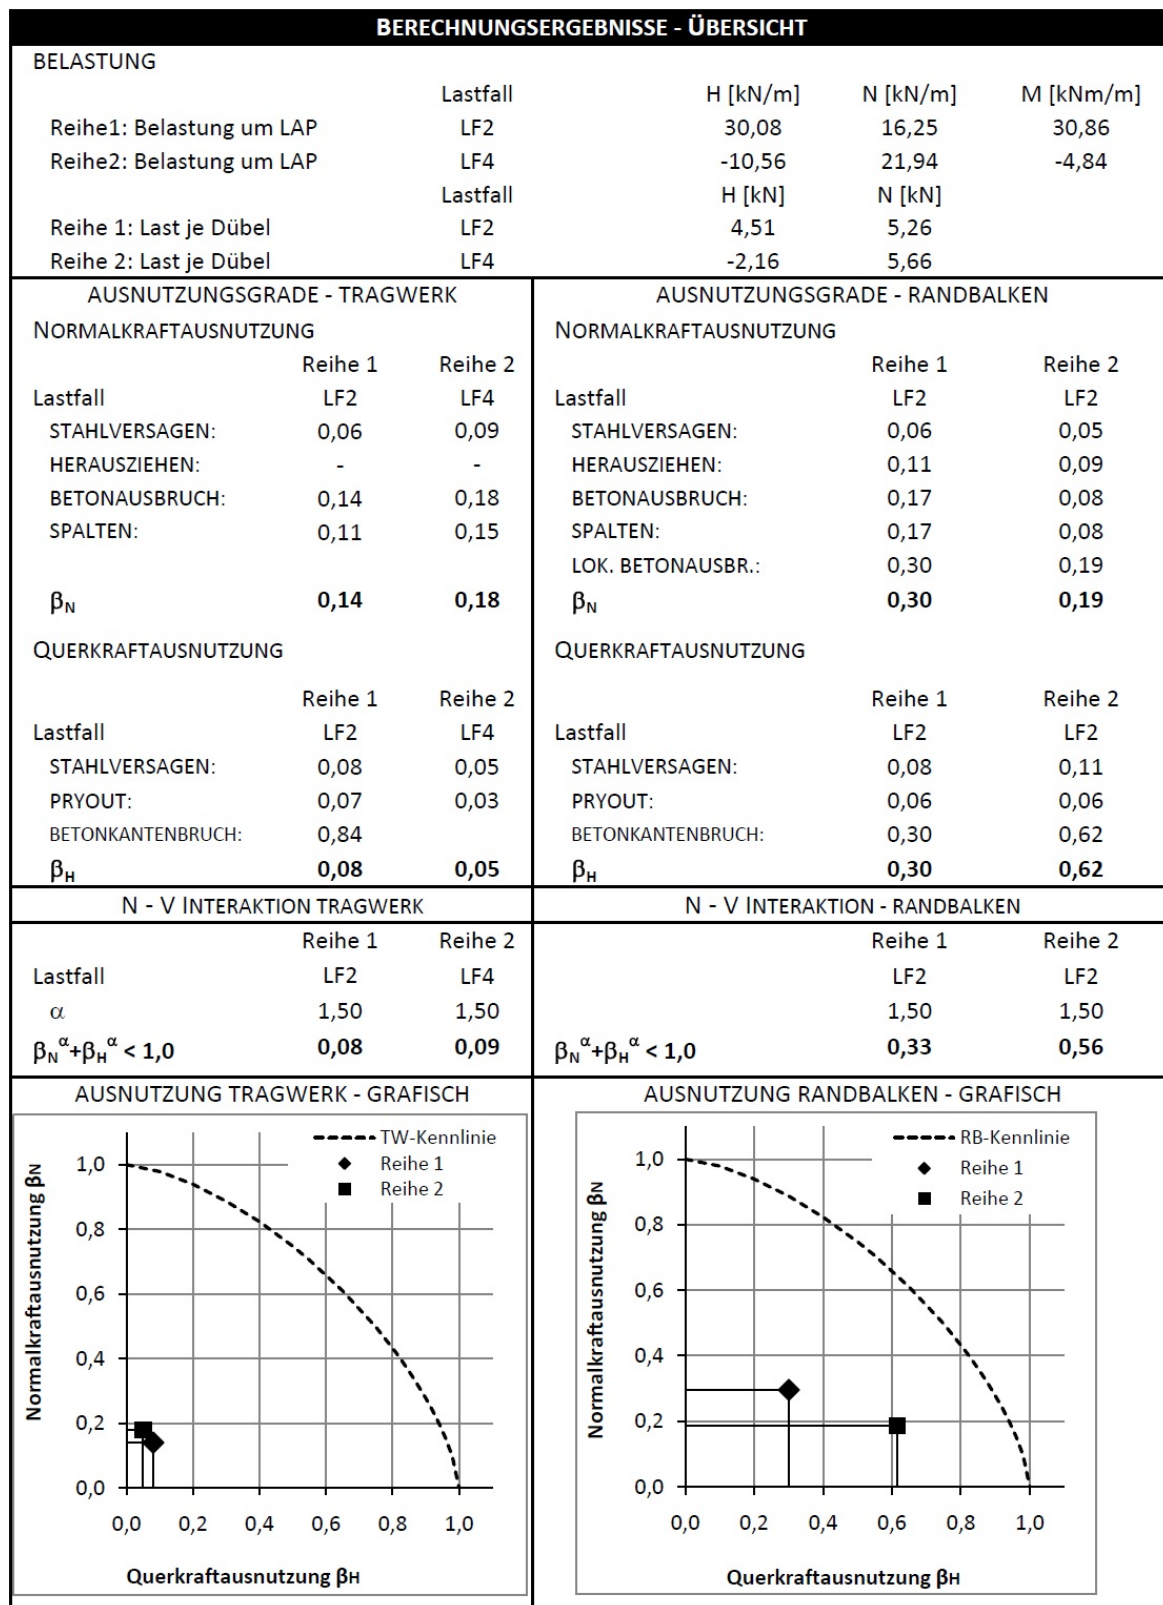 BERECHNUNGSERGEBNISSE - ÜBERSICHT
BELASTUNG
Lastfall H [kN/m] N [kN/m] M [kNm/m]
Reihe1: Belastung um LAP LF2 30,08 16,25 30,86
Reihe2: Belastung um LAP LF4 -10,56 21,94 -4,84
Lastfall H [kN] N [kN]
Reihe 1: Last je Dübel LF2 4,51 5,26
Reihe 2: Last je Dübel LF4 -2,16 5,66
AUSNUTZUNGSGRADE - TRAGWERK
NORMALKRAFTAUSNUTZUNG
Reihe 1 Reihe 2
Lastfall LF2 LF4
STAHLVERSAGEN: 0,06 0,09
HERAUSZIEHEN: - -
BETONAUSBRUCH: 0,14 0,18
SPALTEN: 0,11 0,15
βN 0,14 0,18
QUERKRAFTAUSNUTZUNG
Reihe 1 Reihe 2
Lastfall LF2 LF4
STAHLVERSAGEN: 0,08 0,05
PRYOUT: 0,07 0,03
BETONKANTENBRUCH: 0,84
βH 0,08 0,05
AUSNUTZUNGSGRADE - RANDBALKEN
NORMALKRAFTAUSNUTZUNG
Reihe 1 Reihe 2
Lastfall LF2 LF2
STAHLVERSAGEN: 0,06 0,05
HERAUSZIEHEN: 0,11 0,09
BETONAUSBRUCH: 0,17 0,08
SPALTEN: 0,17 0,08
LOK. BETONAUSBR.: 0,30 0,19
βN 0,30 0,19
QUERKRAFTAUSNUTZUNG
Reihe 1 Reihe 2
Lastfall LF2 LF2
STAHLVERSAGEN: 0,08 0,11
PRYOUT: 0,06 0,06
BETONKANTENBRUCH: 0,30 0,62
βH 0,30 0,62
N - V INTERAKTION TRAGWERK
Reihe 1 Reihe 2
Lastfall LF2 LF4
α 1,50 1,50
βN^α+βH^α < 1,0 0,08 0,09
N - V INTERAKTION - RANDBALKEN
Reihe 1 Reihe 2
LF2 LF2
1,50 1,50
βN^α+βH^α < 1,0 0,33 0,56
AUSNUTZUNG TRAGWERK - GRAFISCH
TW-Kennlinie
Reihe 1
Reihe 2
Normalkraftausnutzung βN
1,0
0,8
0,6
0,4
0,2
0,0
0,0 0,2 0,4 0,6 0,8 1,0
Querkraftausnutzung βH
AUSNUTZUNG RANDBALKEN - GRAFISCH
RB-Kennlinie
Reihe 1
Reihe 2
Normalkraftausnutzung βN
1,0
0,8
0,6
0,4
0,2
0,0
0,0 0,2 0,4 0,6 0,8 1,0
Querkraftausnutzung βH